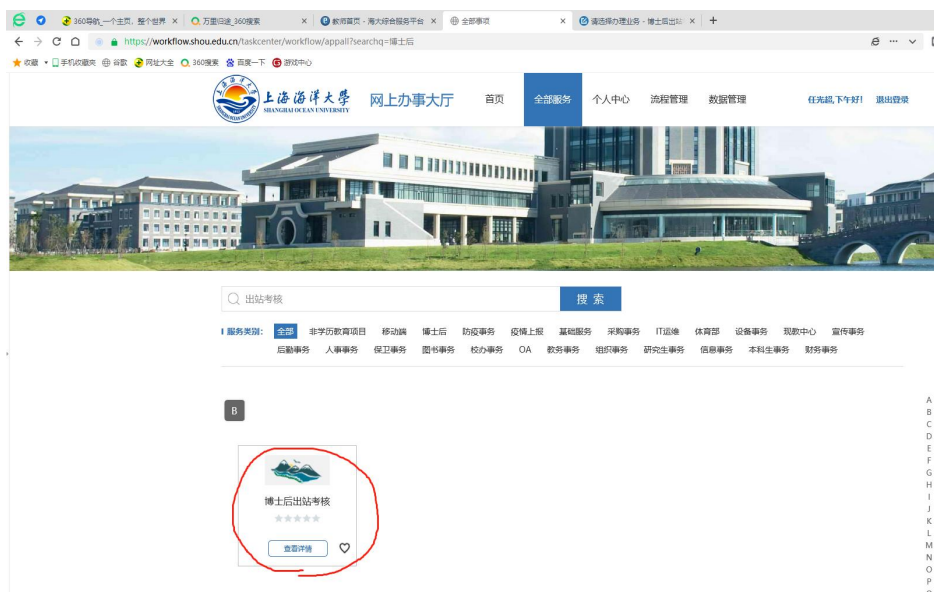 360导航_一个主页，整个世界 ×
万里归途_360搜索 ×
教师首页 - 海大综合服务平台 ×
全部事项 ×
请选择办理业务 - 博士后出站 ×
https://workflow.shou.edu.cn/taskcenter/workflow/appall?searchq=博士后
收藏 手机收藏夹 谷歌 网址大全 360搜索 百度一下 游戏中心
上海海洋大學
SHANGHAI OCEAN UNIVERSITY
网上办事大厅 首页 全部服务 个人中心 流程管理 数据管理 任光超,下午好! 退出登录
出站考核 搜 索
服务类别: 全部 非学历教育项目 移动端 博士后 防疫事务 疫情上报 基础服务 采购事务 IT运维 体育部 设备事务 现教中心 宣传事务
后勤事务 人事事务 保卫事务 图书事务 校办事务 OA 教务事务 组织事务 研究生事务 信息事务 本科生事务 财务事务
B
博士后出站考核
查看详情
A
B
C
D
E
F
G
H
I
J
K
L
M
N
O
P